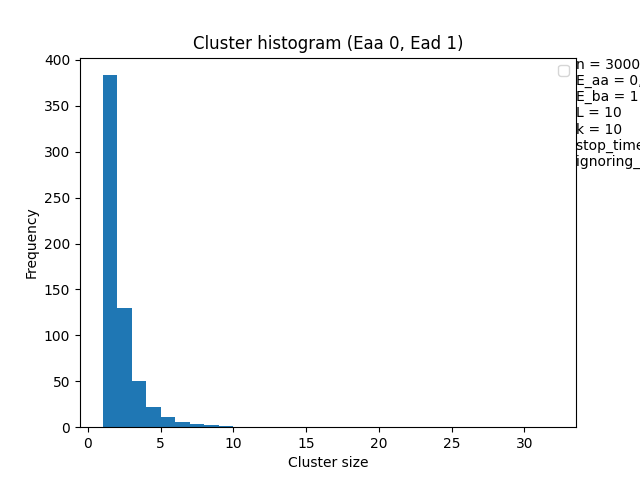 Cluster histogram (Eaa 0, Ead 1)
n = 3000
E_aa = 0,
E_ba = 1
L = 10
k = 10
stop_time
ignoring_
400
350
300
250
200
150
100
50
0
Frequency
0 5 10 15 20 25 30
Cluster size